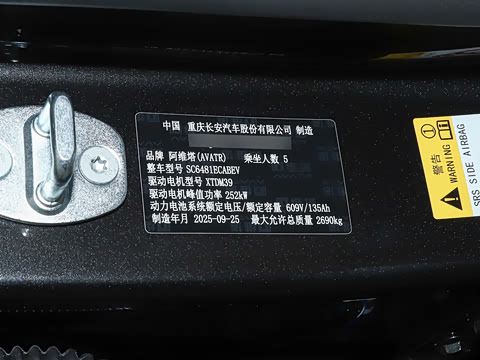 中国 重庆长安汽车股份有限公司 制造
品牌 阿维塔(AVATR) 乘坐人数 5
整车型号 SC6481ECABEV
驱动电机型号 XTDM39
驱动电机峰值功率 252kW
动力电池系统额定电压/额定容量 609V/135Ah
制造年月 2025-09-25 最大允许总质量 2690kg
警告
WARNING
SRS SIDE AIRBAG